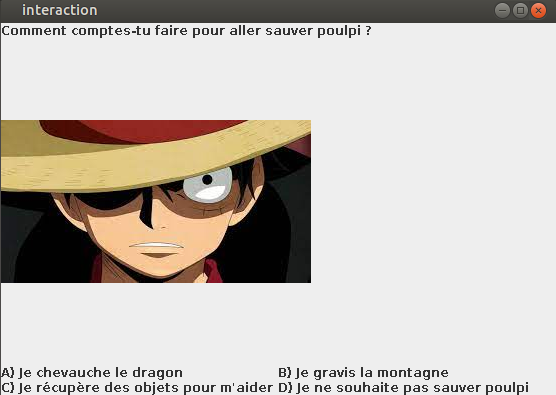 interaction
Comment comptes-tu faire pour aller sauver poulpi ?
A) Je chevauche le dragon B) Je gravis la montagne
C) Je récupère des objets pour m'aider D) Je ne souhaite pas sauver poulpi